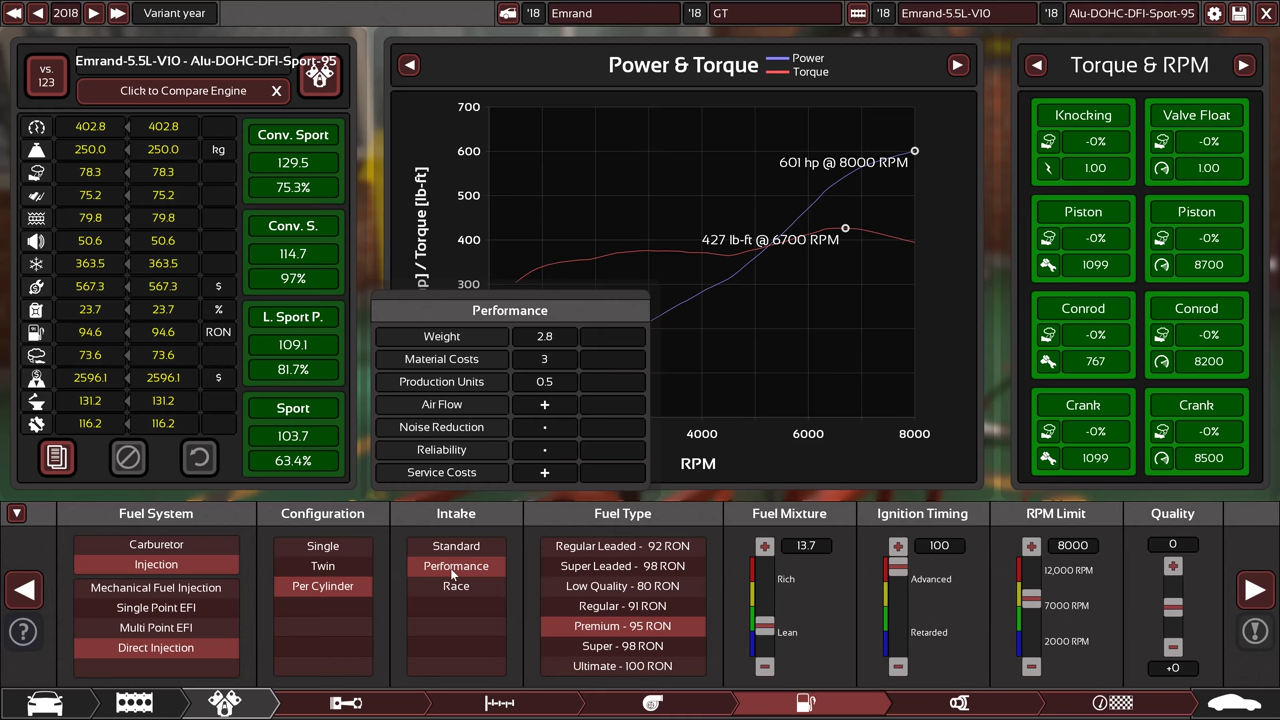 2018
Variant year
'18
Emrand
'18
GT
'18
Emrand-5.5L-V10
'18
Alu-DOHC-DFI-Sport-95
vs.
123
Emrand-5.5L-V10 - Alu-DOHC-DFI-Sport-95
Click to Compare Engine X
402.8 402.8
250.0 250.0 kg
78.3 78.3
75.2 75.2
79.8 79.8
50.6 50.6
363.5 363.5
567.3 567.3 $
23.7 23.7 %
94.6 94.6 RON
73.6 73.6
2596.1 2596.1 $
131.2 131.2
116.2 116.2
Conv. Sport
129.5
75.3%
Conv. S.
114.7
97%
L. Sport P.
109.1
81.7%
Sport
103.7
63.4%
Power & Torque
Power
Torque
700
600
500
400
300
601 hp @ 8000 RPM
427 lb-ft @ 6700 RPM
p] / Torque [lb-ft]
4000 6000 8000
RPM
Performance
Weight 2.8
Material Costs 3
Production Units 0.5
Air Flow +
Noise Reduction ·
Reliability ·
Service Costs +
Torque & RPM
Knocking
-0%
1.00
Valve Float
-0%
1.00
Piston
-0%
1099
Piston
-0%
8700
Conrod
-0%
767
Conrod
-0%
8200
Crank
-0%
1099
Crank
-0%
8500
Fuel System
Carburetor
Injection
Mechanical Fuel Injection
Single Point EFI
Multi Point EFI
Direct Injection
Configuration
Single
Twin
Per Cylinder
Intake
Standard
Performance
Race
Fuel Type
Regular Leaded - 92 RON
Super Leaded - 98 RON
Low Quality - 80 RON
Regular - 91 RON
Premium - 95 RON
Super - 98 RON
Ultimate - 100 RON
Fuel Mixture
13.7
Rich
Lean
Ignition Timing
100
Advanced
Retarded
RPM Limit
8000
12,000 RPM
7000 RPM
2000 RPM
Quality
0
+0